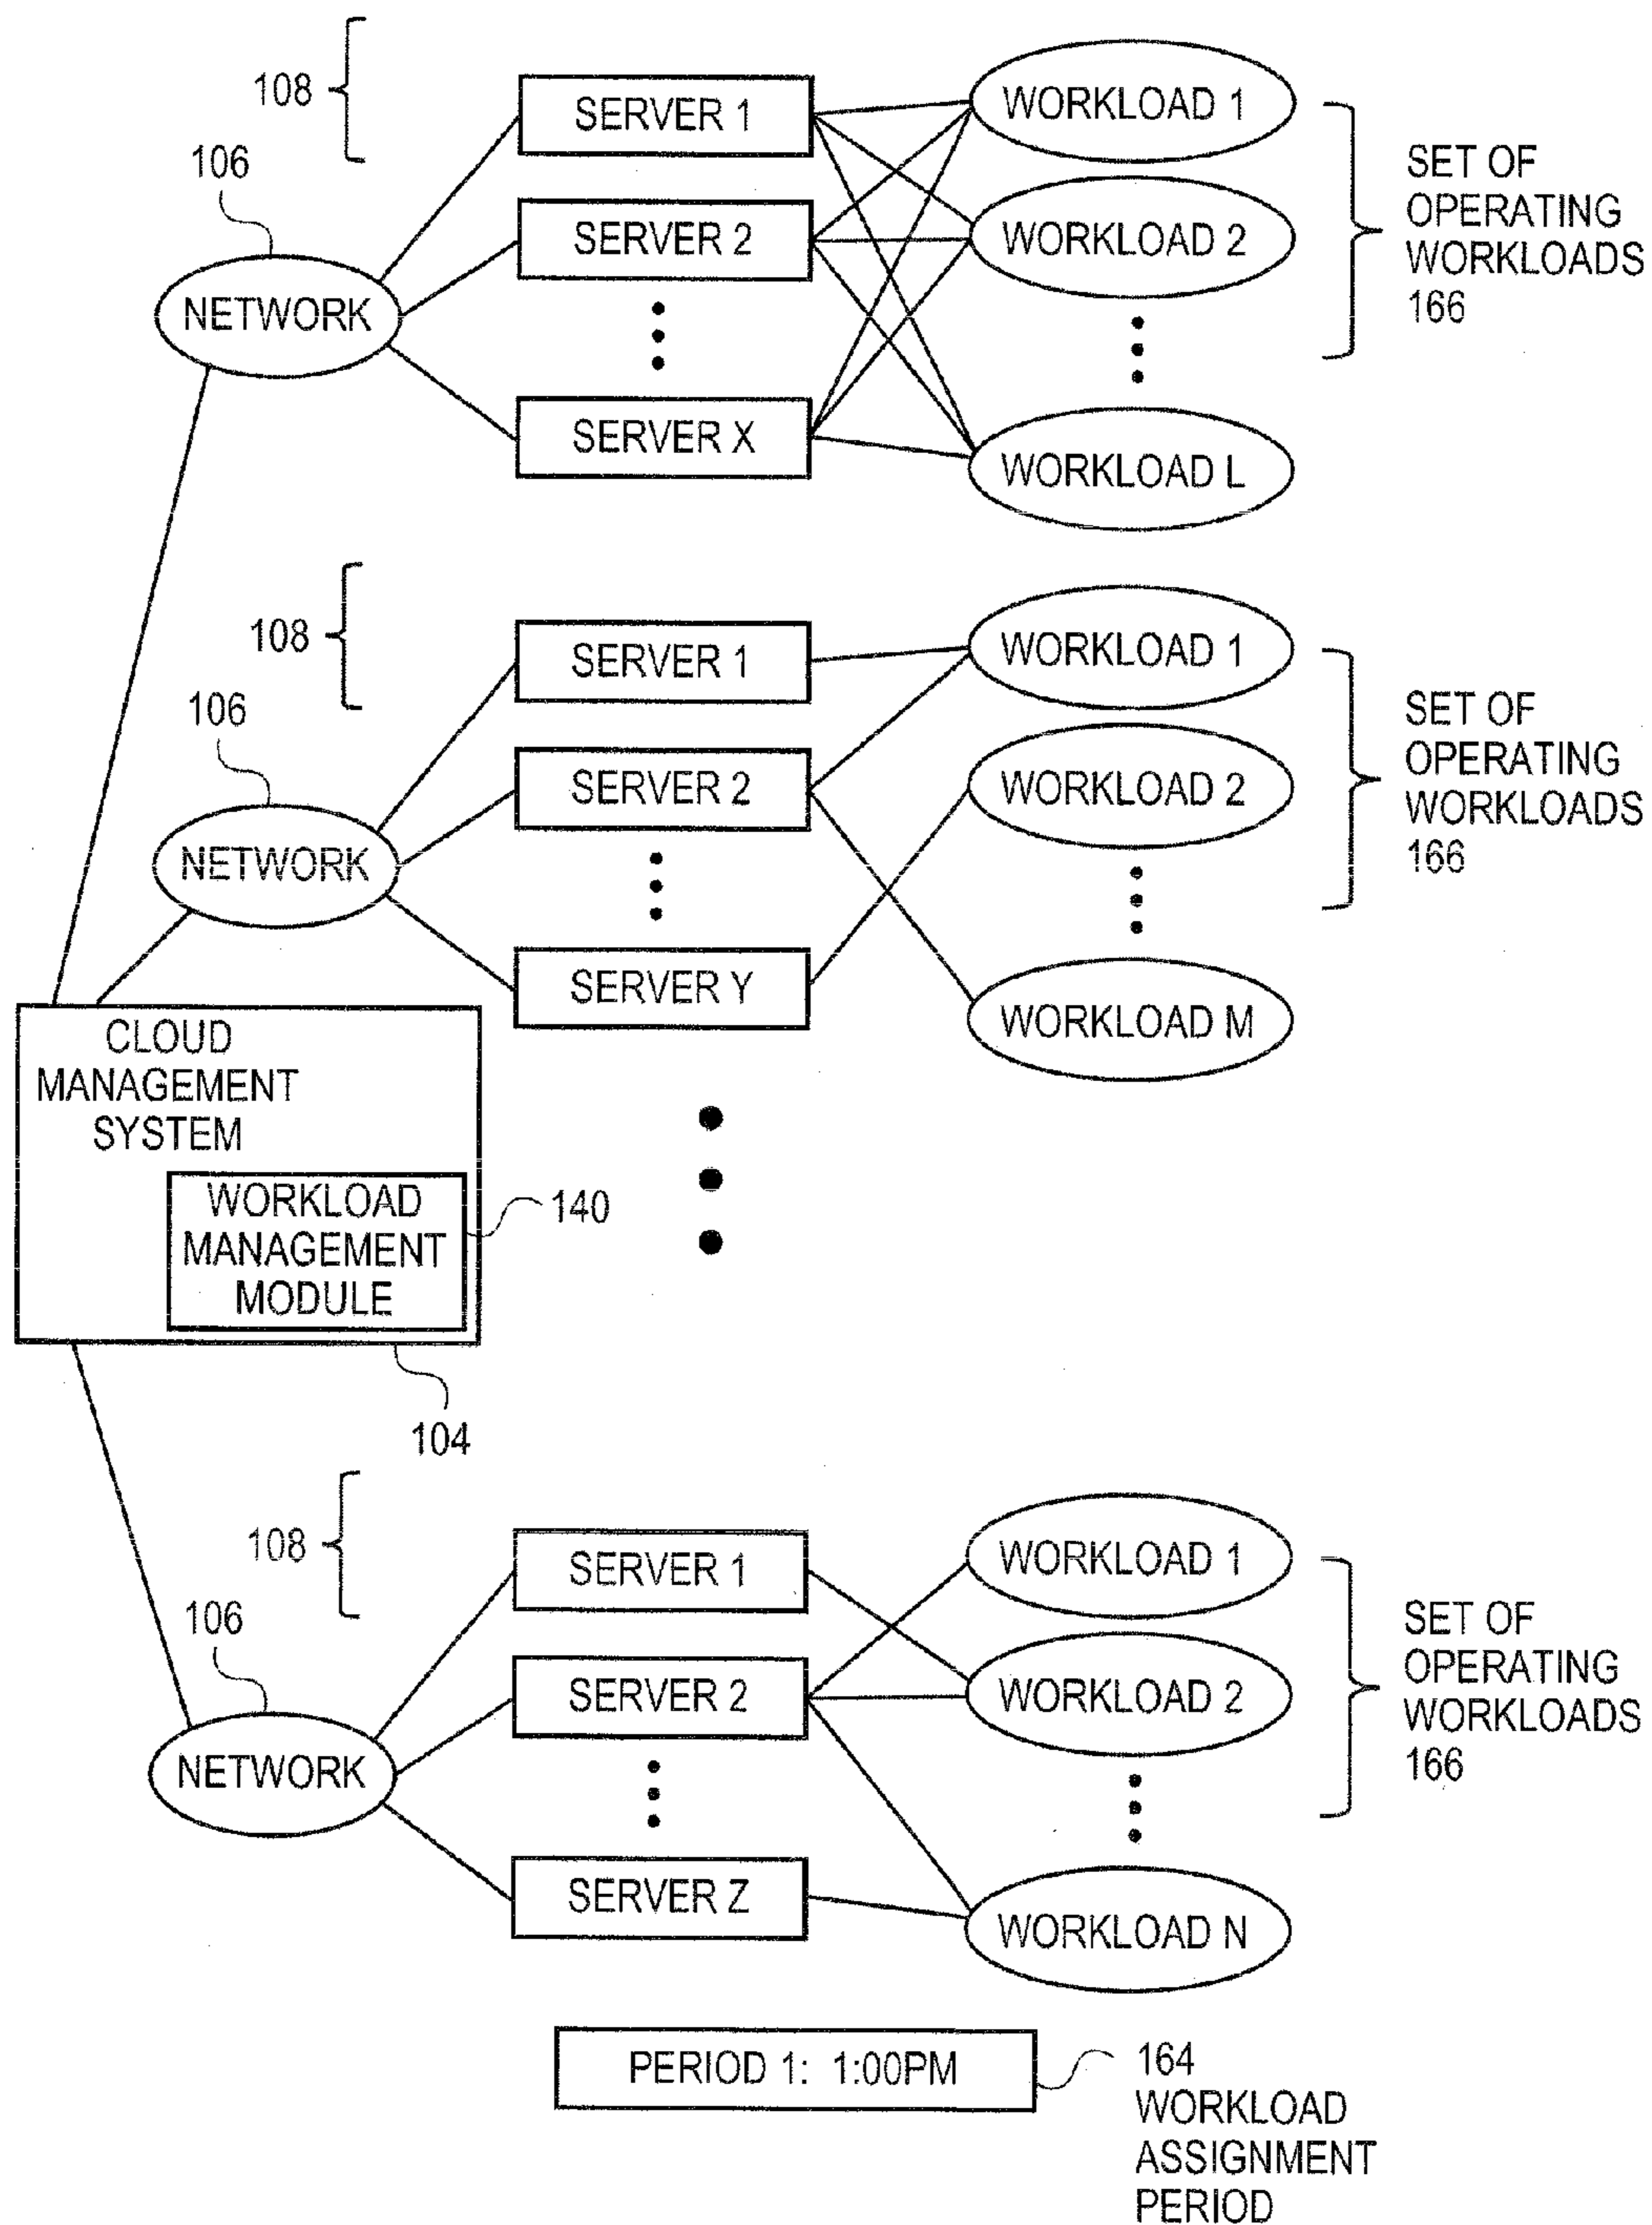 108
SERVER 1
WORKLOAD 1
106
SET OF
OPERATING
WORKLOADS
166
SERVER 2
WORKLOAD 2
NETWORK
SERVER X
WORKLOAD L
108
SERVER 1
WORKLOAD 1
106
SET OF
OPERATING
WORKLOADS
166
SERVER 2
WORKLOAD 2
NETWORK
SERVER Y
WORKLOAD M
CLOUD
MANAGEMENT
SYSTEM
WORKLOAD
MANAGEMENT
MODULE
140
104
108
SERVER 1
WORKLOAD 1
106
SET OF
OPERATING
WORKLOADS
166
SERVER 2
WORKLOAD 2
NETWORK
SERVER Z
WORKLOAD N
PERIOD 1: 1:00PM
164
WORKLOAD
ASSIGNMENT
PERIOD